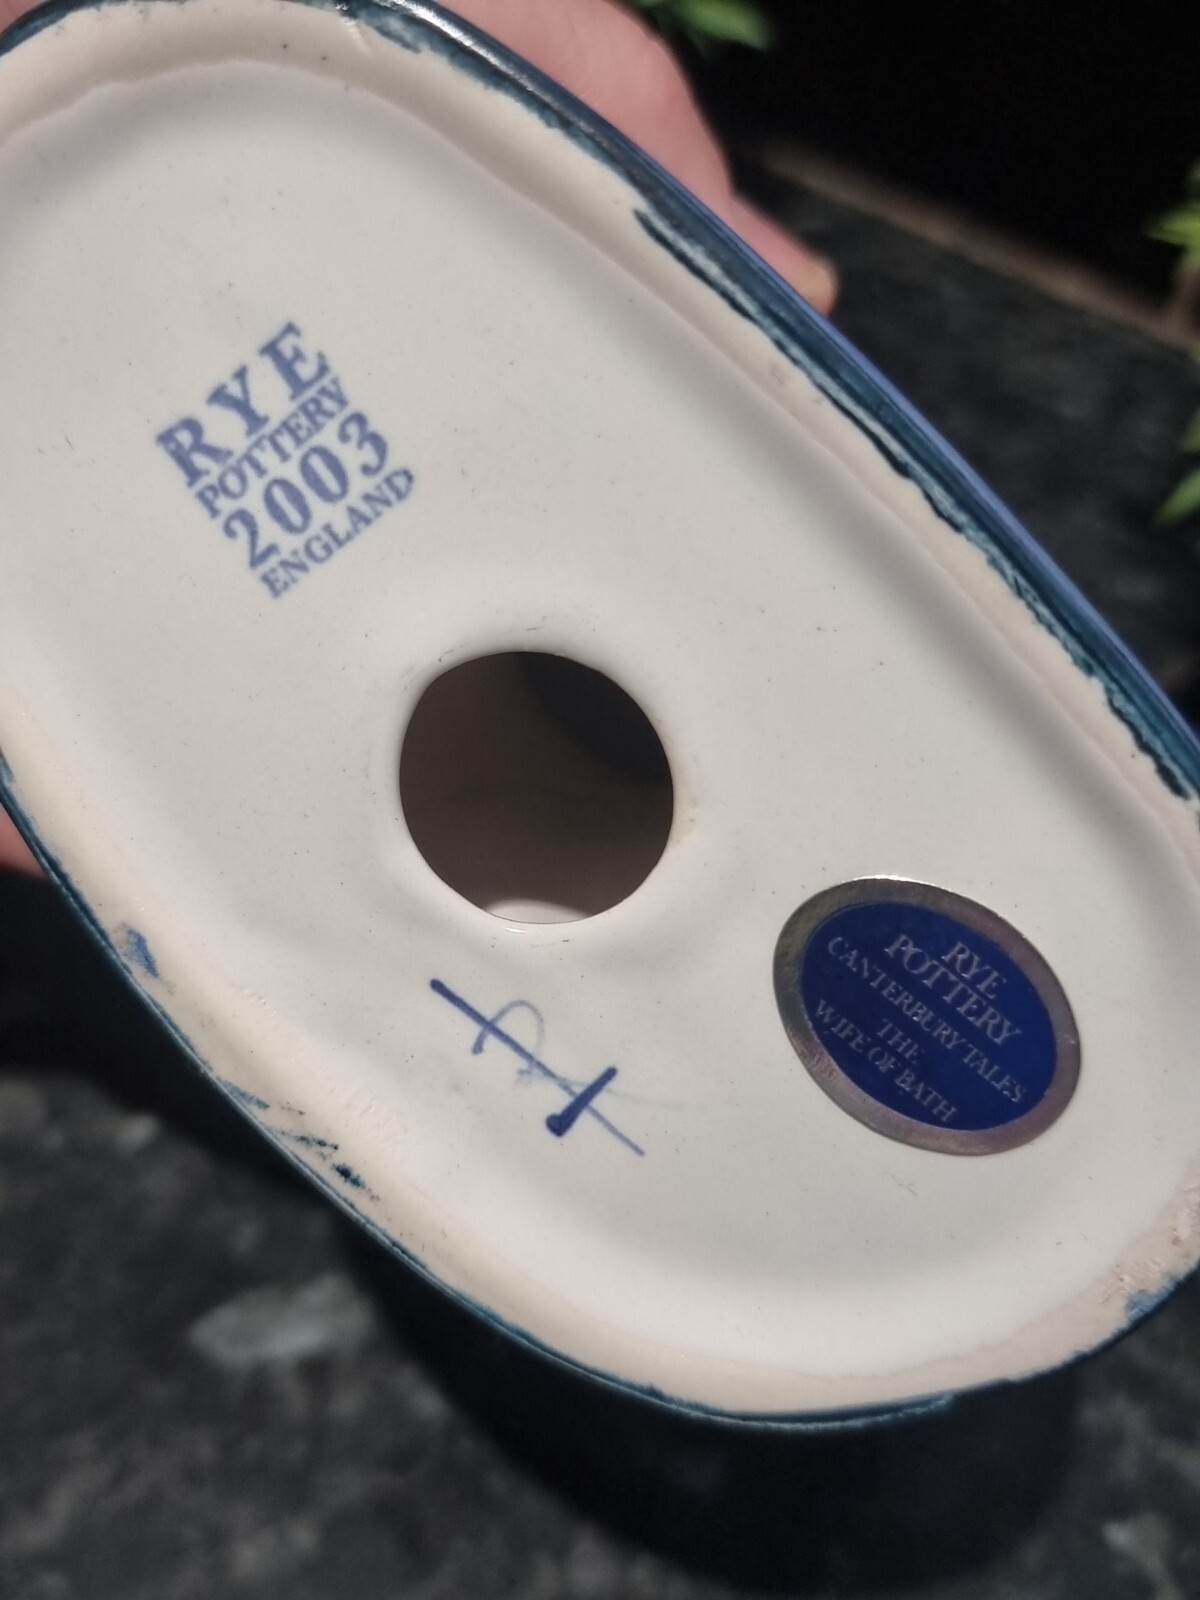 RYE
POTTERY
2003
ENGLAND
RYE
POTTERY
CANTERBURY TALES
THE
WIFE OF BATH